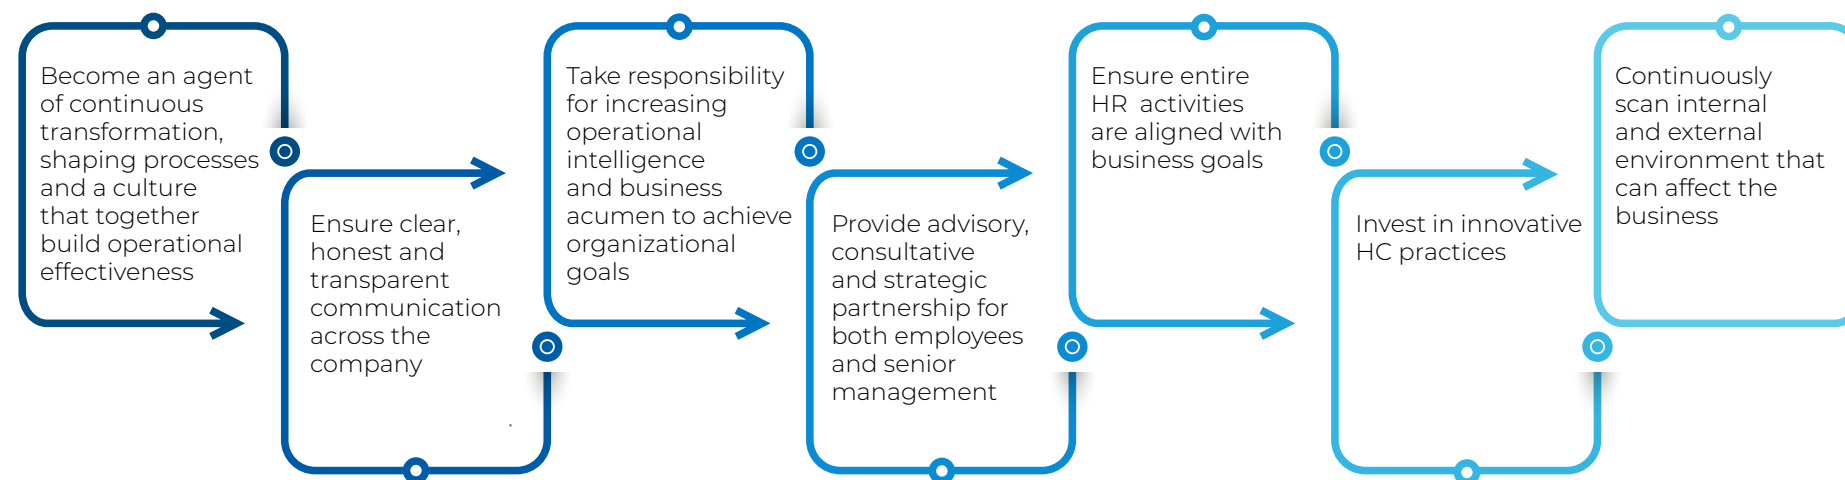 Become an agent
of continuous
transformation,
shaping processes
and a culture
that together
build operational
effectiveness
Ensure clear,
honest and
transparent
communication
across the
company
Take responsibility
for increasing
operational
intelligence
and business
acumen to achieve
organizational
goals
Provide advisory,
consultative
and strategic
partnership for
both employees
and senior
management
Ensure entire
HR activities
are aligned with
business goals
Invest in innovative
HC practices
Continuously
scan internal
and external
environment that
can affect the
business